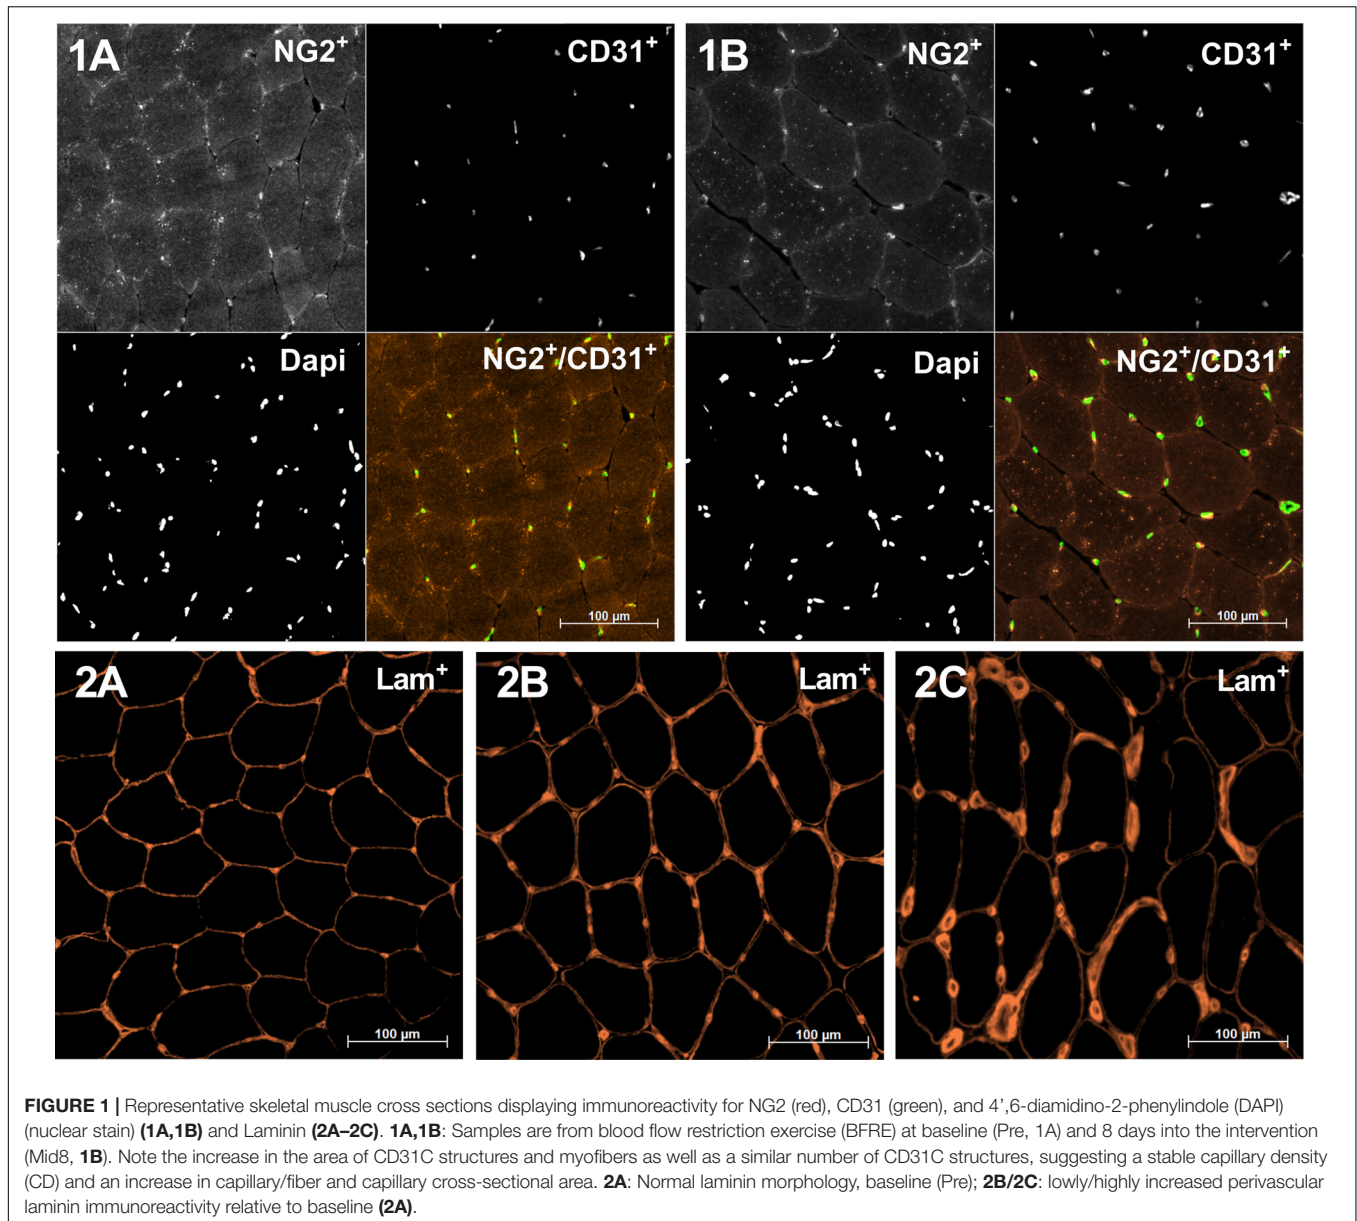 1A NG2+ CD31+ 1B NG2+ CD31+
Dapi NG2+/CD31+ Dapi NG2+/CD31+
100 µm 100 µm
2A Lam+ 2B Lam+ 2C Lam+
100 µm 100 µm 100 µm
FIGURE 1 | Representative skeletal muscle cross sections displaying immunoreactivity for NG2 (red), CD31 (green), and 4’,6-diamidino-2-phenylindole (DAPI)
(nuclear stain) (1A,1B) and Laminin (2A–2C). 1A,1B: Samples are from blood flow restriction exercise (BFRE) at baseline (Pre, 1A) and 8 days into the intervention
(Mid8, 1B). Note the increase in the area of CD31C structures and myofibers as well as a similar number of CD31C structures, suggesting a stable capillary density
(CD) and an increase in capillary/fiber and capillary cross-sectional area. 2A: Normal laminin morphology, baseline (Pre); 2B/2C: lowly/highly increased perivascular
laminin immunoreactivity relative to baseline (2A).